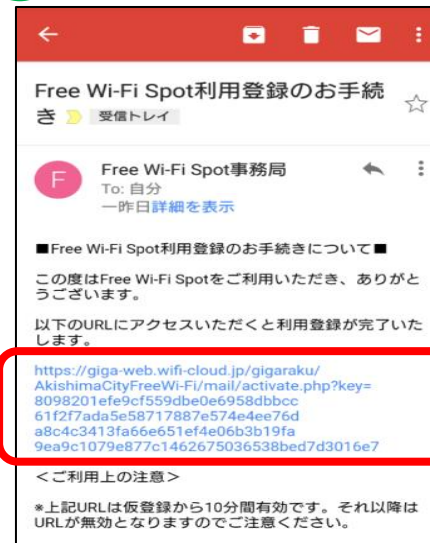 Free Wi-Fi Spot利用登録のお手続
き 受信トレイ
F
Free Wi-Fi Spot事務局
To: 自分
一昨日詳細を表示
■Free Wi-Fi Spot利用登録のお手続きについて■
この度はFree Wi-Fi Spotをご利用いただき、ありがと
うございます。
以下のURLにアクセスいただくと利用登録が完了いた
します。
https://giga-web.wifi-cloud.jp/gigaraku/
AkishimaCityFreeWi-Fi/mail/activate.php?key=
8098201efe9cf559dbe0e6958dbbcc
61f2f7ada5e58717887e574e4ee76d
a8c4c3413fa66e651ef4e06b3b19fa
9ea9c1079e877c1462675036538bed7d3016e7
<ご利用上の注意>
※上記URLは仮登録から10分間有効です。それ以降は
URLが無効となりますのでご注意ください。